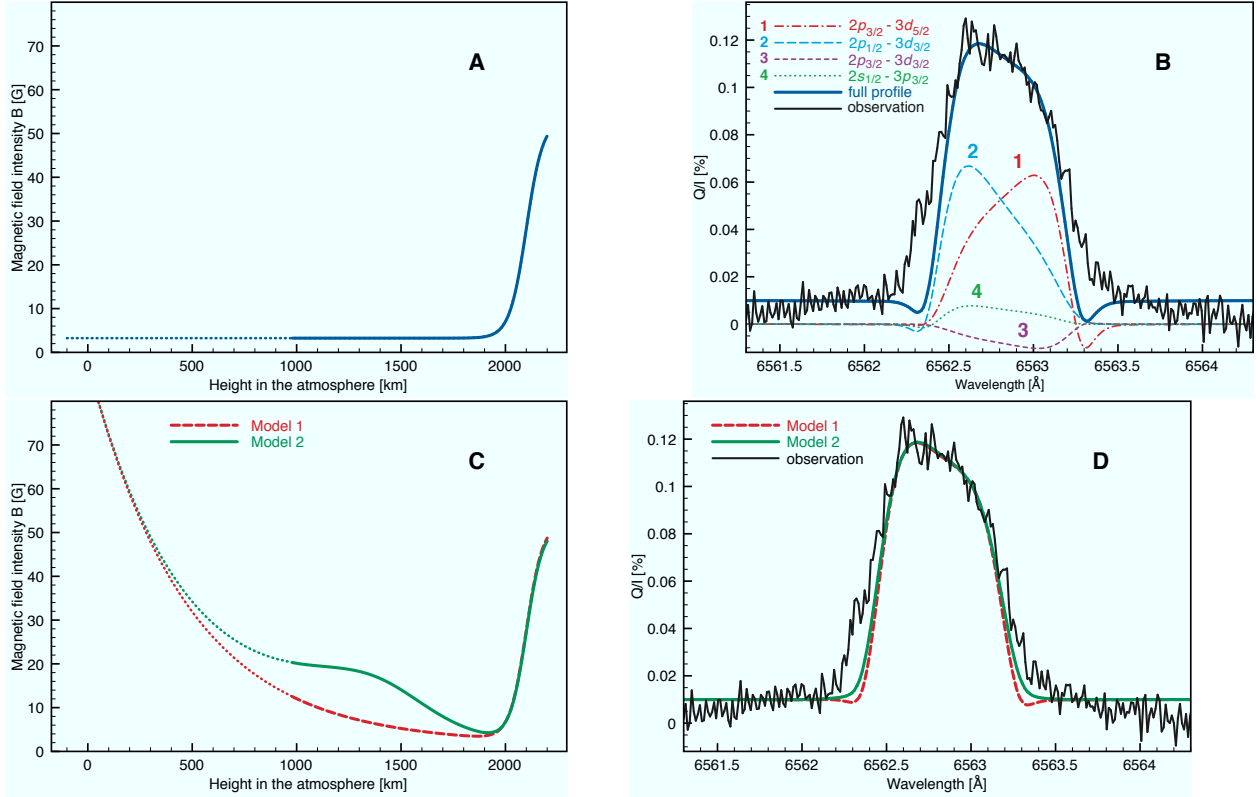 Magnetic field intensity B [G]
70
60
50
40
30
20
10
0
0 500 1000 1500 2000
Height in the atmosphere [km]
A
Q/I [%]
0.12
0.1
0.08
0.06
0.04
0.02
0
1 2p3/2 - 3d5/2
2 2p1/2 - 3d3/2
3 2p3/2 - 3d3/2
4 2s1/2 - 3p3/2
full profile
observation
B
2
1
4
3
6561.5 6562 6562.5 6563 6563.5 6564
Wavelength [Å]
Magnetic field intensity B [G]
70
60
50
40
30
20
10
0
Model 1
Model 2
C
0 500 1000 1500 2000
Height in the atmosphere [km]
Q/I [%]
0.12
0.1
0.08
0.06
0.04
0.02
0
Model 1
Model 2
observation
D
6561.5 6562 6562.5 6563 6563.5 6564
Wavelength [Å]